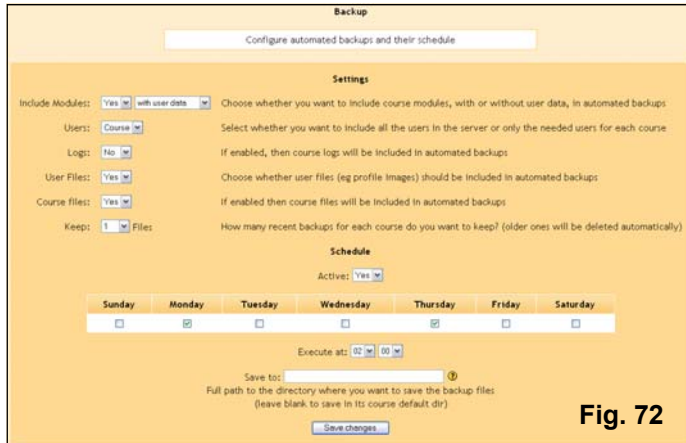 Backup
Configure automated backups and their schedule
Settings
Include Modules: Yes with user data Choose whether you want to include course modules, with or without user data, in automated backups
Users: Course Select whether you want to include all the users in the server or only the needed users for each course
Logs: No If enabled, then course logs will be included in automated backups
User Files: Yes Choose whether user files (eg profile images) should be included in automated backups
Course files: Yes If enabled then course files will be included in automated backups
Keep: 1 Files How many recent backups for each course do you want to keep? (older ones will be deleted automatically)
Schedule
Active: Yes
Sunday Monday Tuesday Wednesday Thursday Friday Saturday
Execute at: 02 00
Save to: ?
Full path to the directory where you want to save the backup files
(leave blank to save in its course default dir)
Save changes
Fig. 72